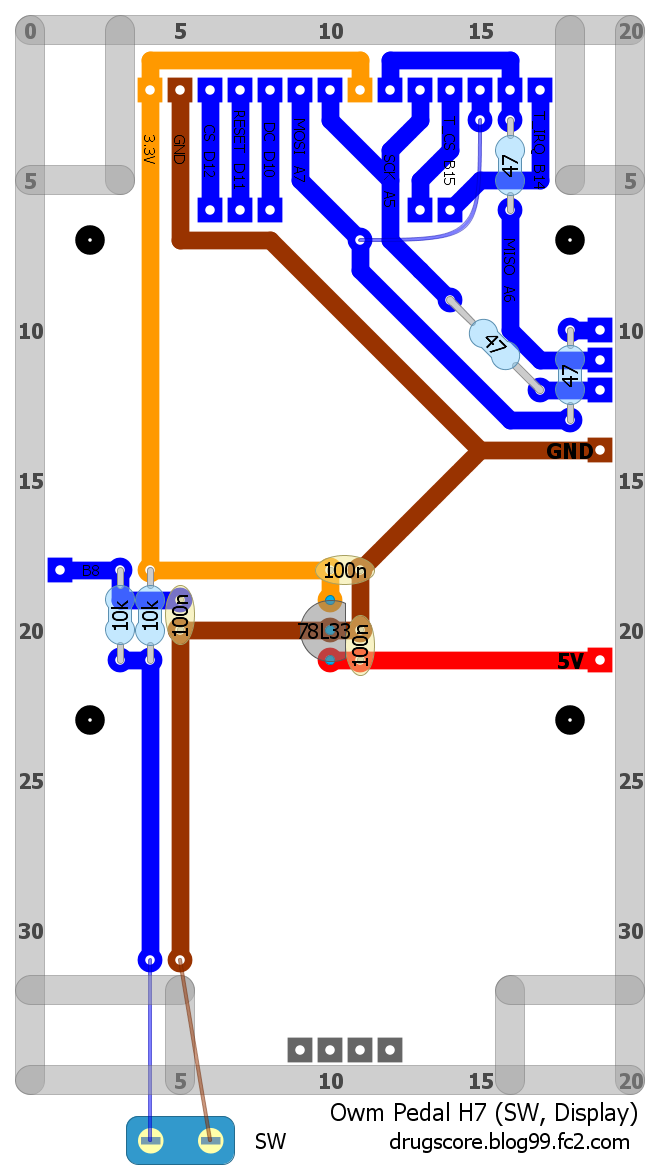 0 5 10 15 20
3.3V
GND
CS D12
RESET D11
DC D10
MOSI A7
SCK A5
T_CS B15
47
T_IRQ B14
5 5
MISO A6
10 10
47
47
GND
15 15
100n
B8
10k
10k
100n
78L33
100n
20 20
5V
25 25
30 30
5 10 15 20
Owm Pedal H7 (SW, Display)
SW
drugscore.blog99.fc2.com